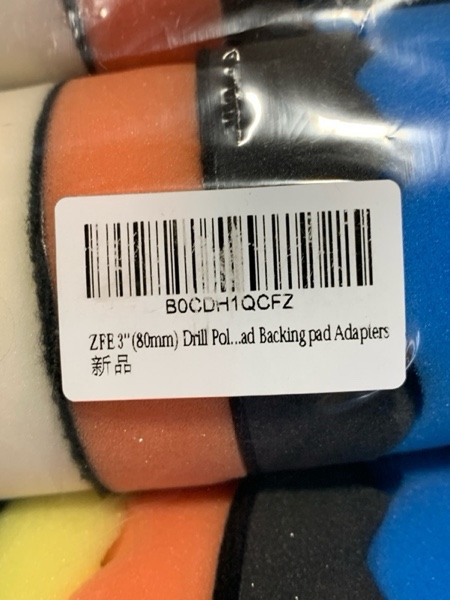 B0CDH1QCFZ
ZFE 3"(80mm) Drill Pol...ad Backing pad Adapters
新品